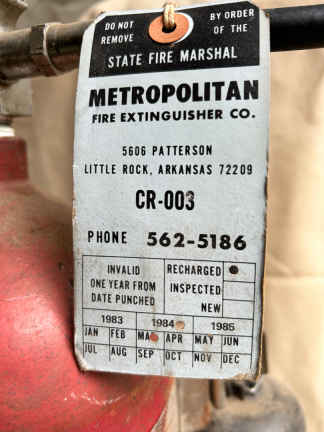 DO NOT REMOVE BY ORDER OF THE
STATE FIRE MARSHAL
METROPOLITAN
FIRE EXTINGUISHER CO.
5606 PATTERSON
LITTLE ROCK, ARKANSAS 72209
CR-003
PHONE 562-5186
INVALID ONE YEAR FROM DATE PUNCHED
RECHARGED
INSPECTED
NEW
1983 1984 1985
JAN FEB MAR APR MAY JUN
JUL AUG SEP OCT NOV DEC